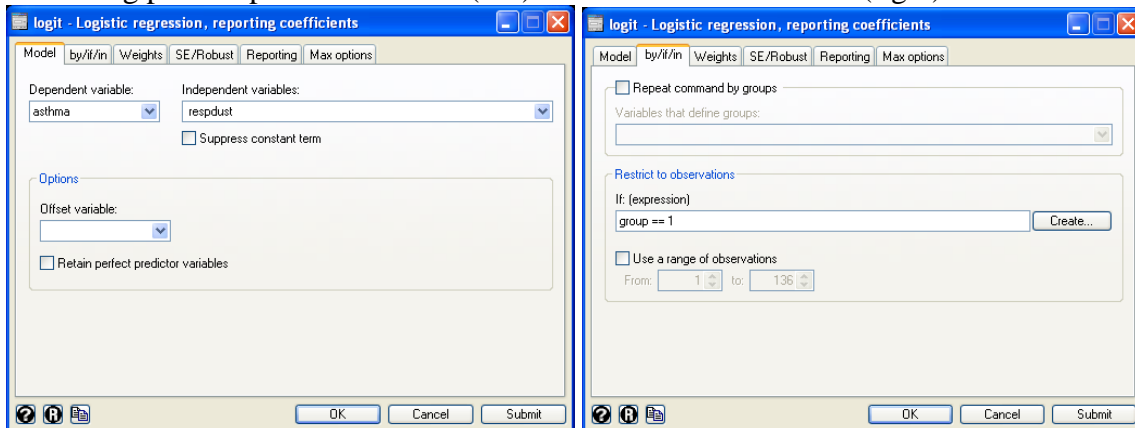 logit - Logistic regression, reporting coefficients
Model by/if/in Weights SE/Robust Reporting Max options
Dependent variable: Independent variables:
asthma respdust
Suppress constant term
Options
Offset variable:
Retain perfect predictor variables
OK Cancel Submit
logit - Logistic regression, reporting coefficients
Model by/if/in Weights SE/Robust Reporting Max options
Repeat command by groups
Variables that define groups:
Restrict to observations
If: (expression)
group == 1 Create...
Use a range of observations
From: 1 to: 136
OK Cancel Submit